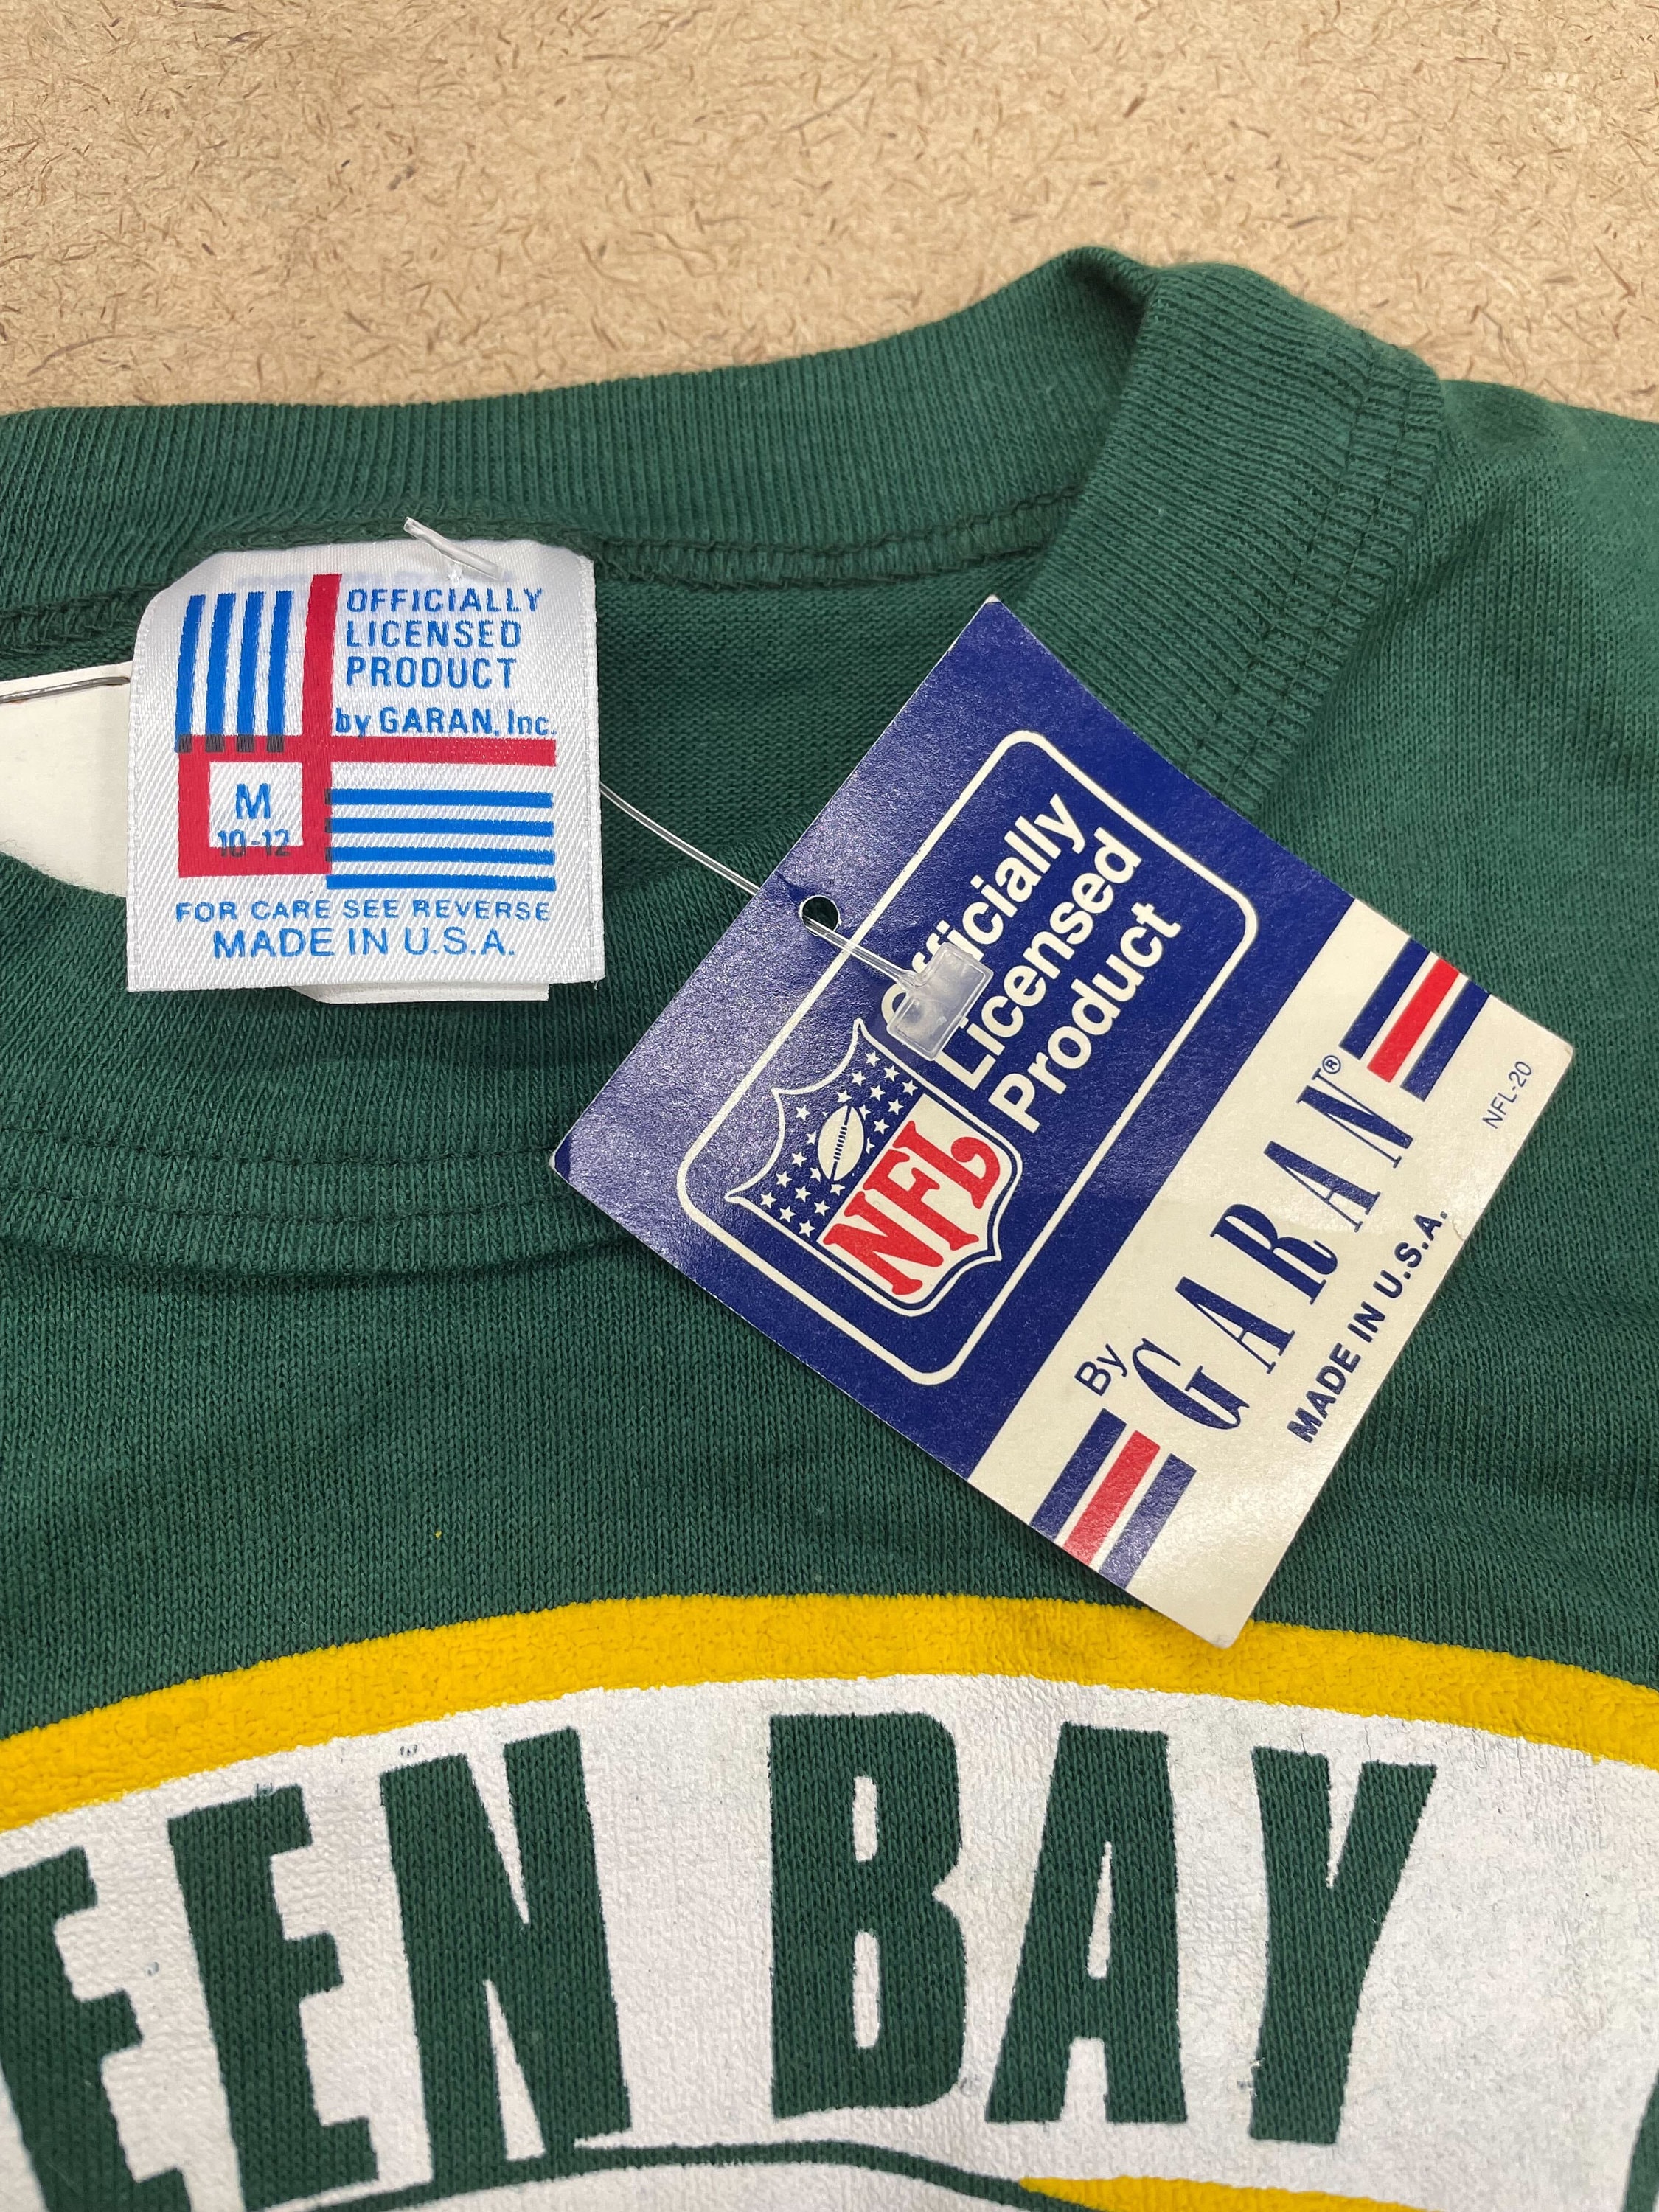 OFFICIALLY
LICENSED
PRODUCT
by GARAN, Inc.
M
10-12
FOR CARE SEE REVERSE
MADE IN U.S.A.
Officially
Licensed
Product
NFL
By GARAN®
MADE IN U.S.A.
NFL-20
EEN BAY